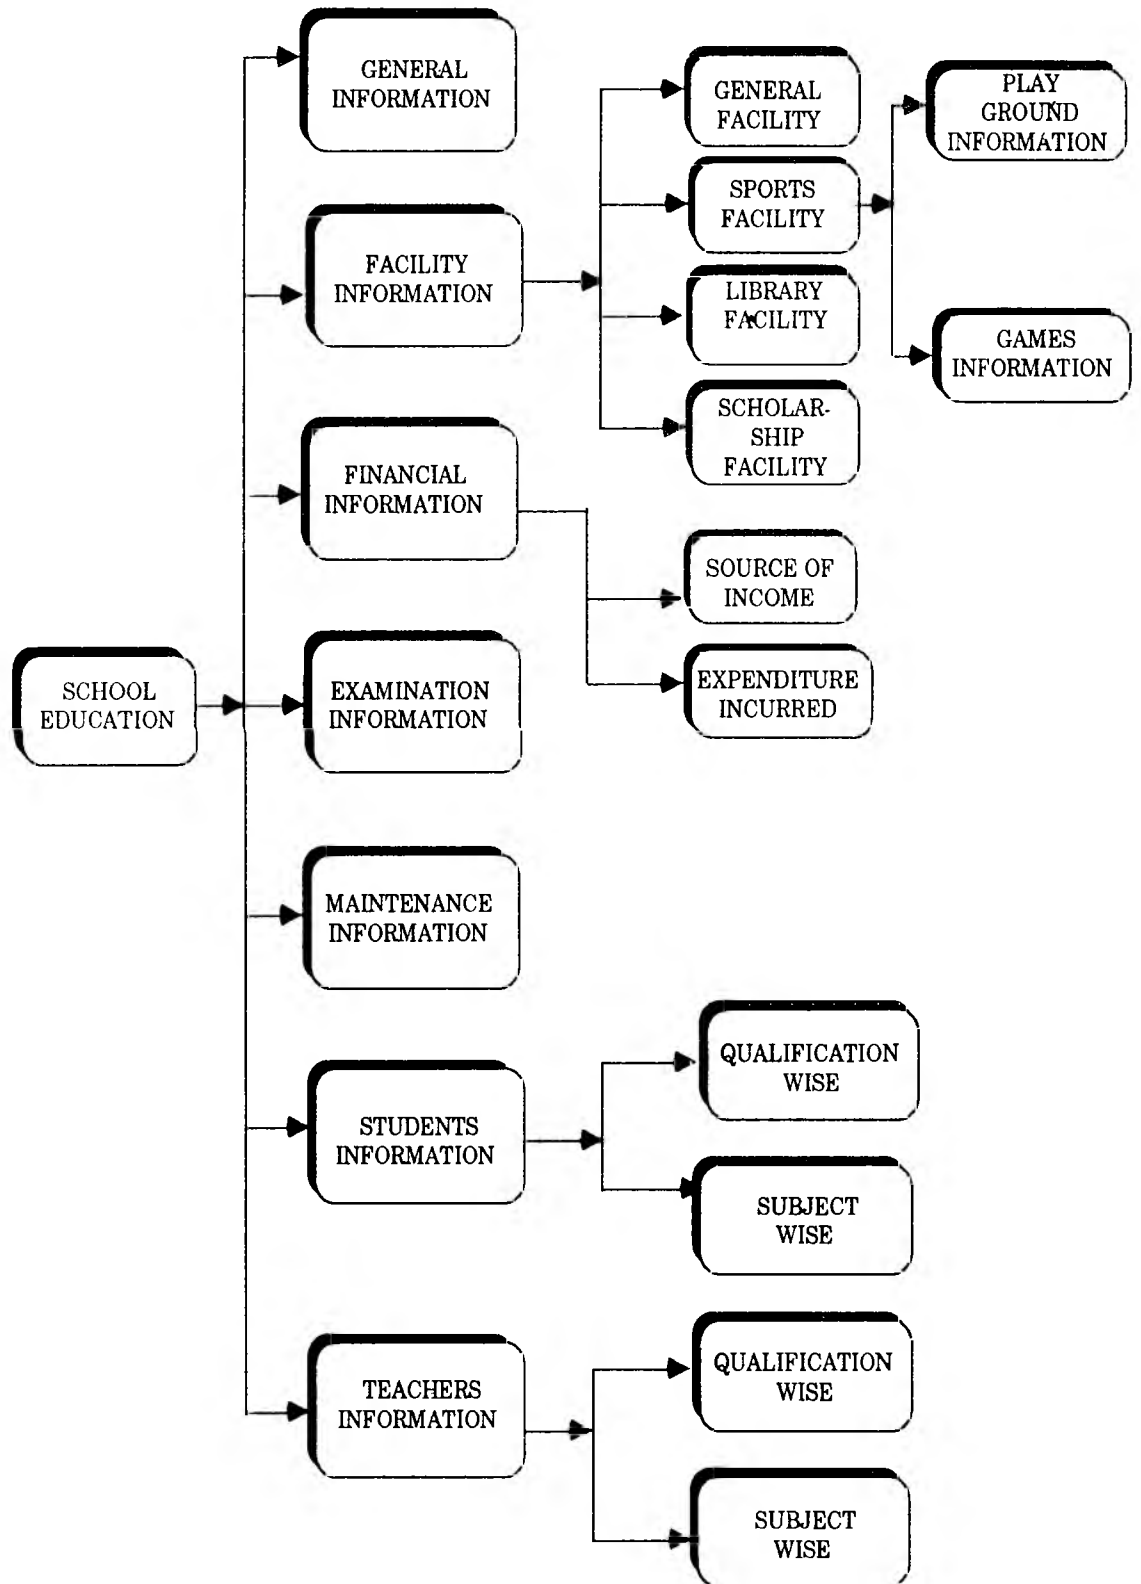 GENERAL
INFORMATION
GENERAL
FACILITY
PLAY
GROUND
INFORMATION
SPORTS
FACILITY
FACILITY
INFORMATION
LIBRARY
FACILITY
GAMES
INFORMATION
SCHOLAR-
SHIP
FACILITY
FINANCIAL
INFORMATION
SOURCE OF
INCOME
EXPENDITURE
INCURRED
SCHOOL
EDUCATION
EXAMINATION
INFORMATION
MAINTENANCE
INFORMATION
QUALIFICATION
WISE
STUDENTS
INFORMATION
SUBJECT
WISE
QUALIFICATION
WISE
TEACHERS
INFORMATION
SUBJECT
WISE